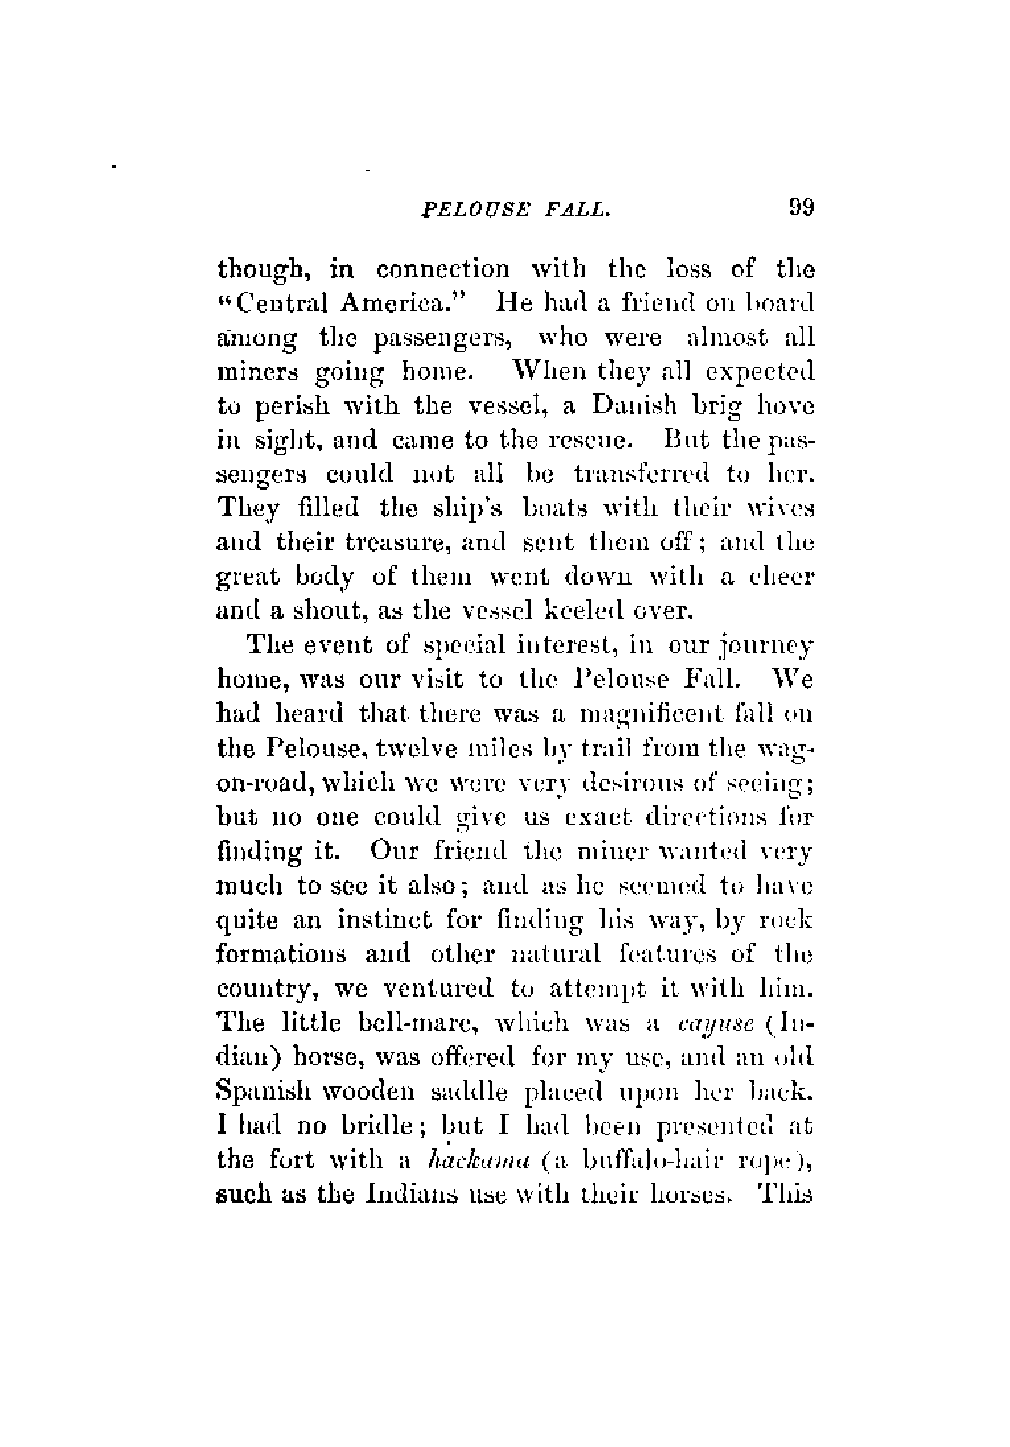 PELOUSE FALL. 99
though, in connection with the loss of the
"Central America." He had a friend on board
among the passengers, who were almost all
miners going home. When they all expected
to perish with the vessel, a Danish brig hove
in sight, and came to the rescue. But the pas-
sengers could not all be transferred to her.
They filled the ship's boats with their wives
and their treasure, and sent them off; and the
great body of them went down with a cheer
and a shout, as the vessel keeled over.
The event of special interest, in our journey
home, was our visit to the Pelouse Fall. We
had heard that there was a magnificent fall on
the Pelouse, twelve miles by trail from the wag-
on-road, which we were very desirous of seeing;
but no one could give us exact directions for
finding it. Our friend the miner wanted very
much to see it also; and as he seemed to have
quite an instinct for finding his way, by rock
formations and other natural features of the
country, we ventured to attempt it with him.
The little bell-mare, which was a cayuse (In-
dian) horse, was offered for my use, and an old
Spanish wooden saddle placed upon her back.
I had no bridle; but I had been presented at
the fort with a hackama (a buffalo-hair rope),
such as the Indians use with their horses. This